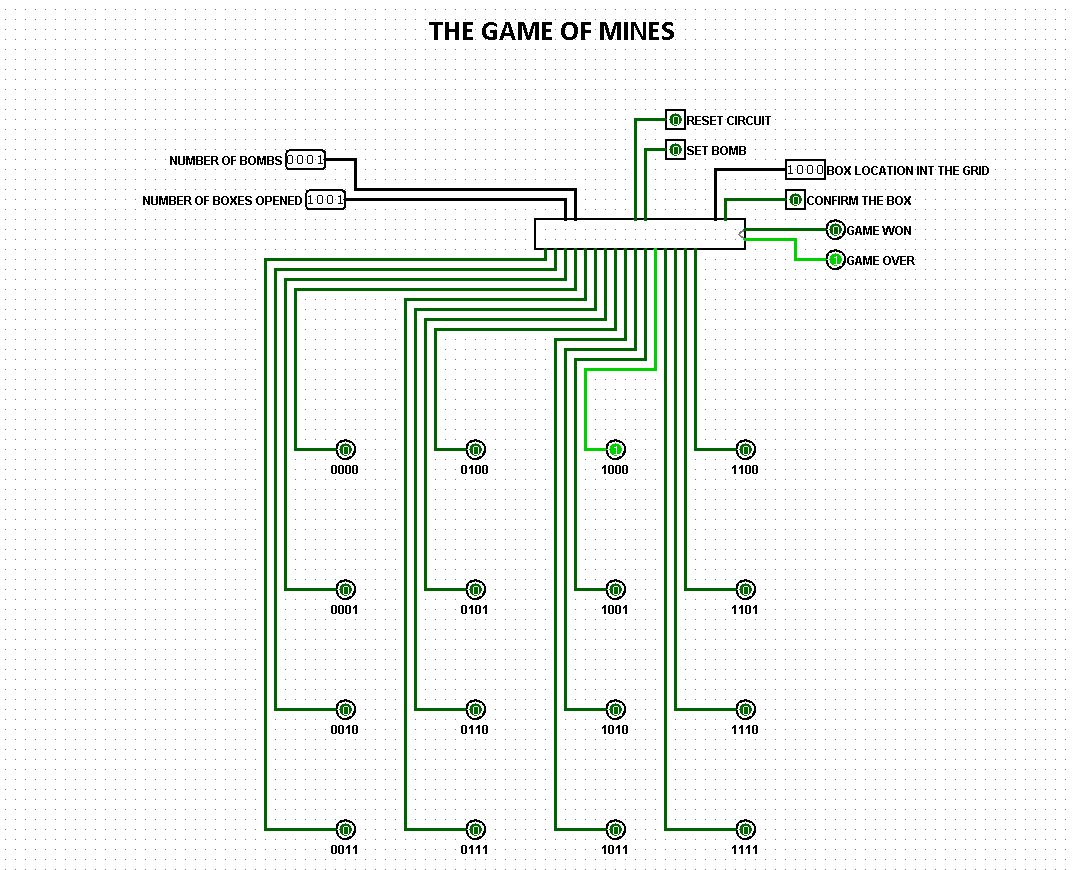 THE GAME OF MINES
0 RESET CIRCUIT
0 SET BOMB
NUMBER OF BOMBS 0001
1000 BOX LOCATION INT THE GRID
NUMBER OF BOXES OPENED 1001
0 CONFIRM THE BOX
0 GAME WON
1 GAME OVER
0 0 1 0
0000 0100 1000 1100
0 0 0 0
0001 0101 1001 1101
0 0 0 0
0010 0110 1010 1110
0 0 0 0
0011 0111 1011 1111